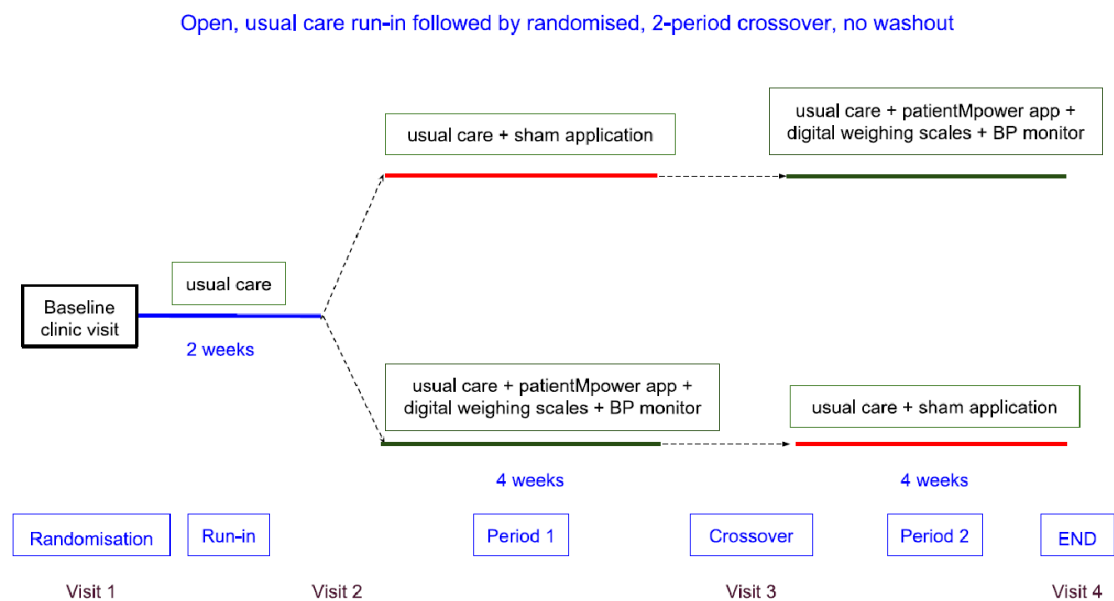 Open, usual care run-in followed by randomised, 2-period crossover, no washout
usual care + sham application
usual care + patientMpower app +
digital weighing scales + BP monitor
Baseline
clinic visit
usual care
2 weeks
usual care + patientMpower app +
digital weighing scales + BP monitor
usual care + sham application
4 weeks
4 weeks
Randomisation
Run-in
Period 1
Crossover
Period 2
END
Visit 1
Visit 2
Visit 3
Visit 4